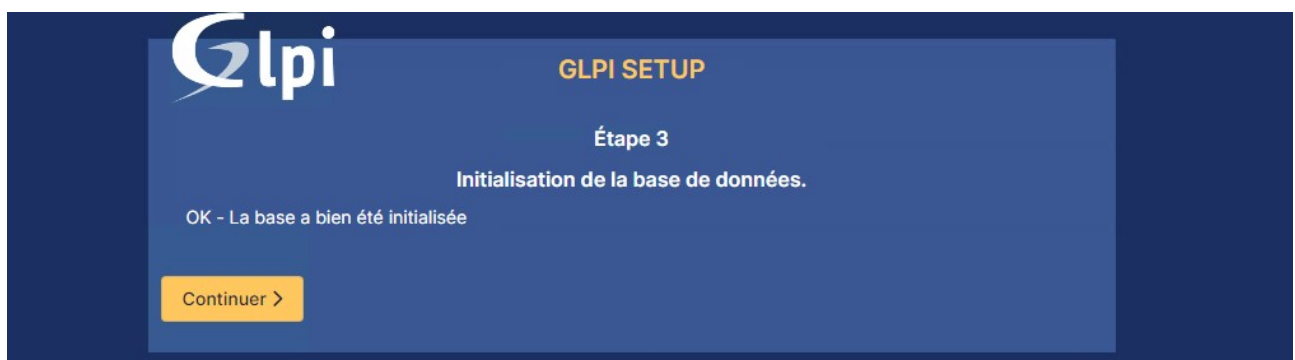 Glpi
GLPI SETUP
Étape 3
Initialisation de la base de données.
OK - La base a bien été initialisée
Continuer >